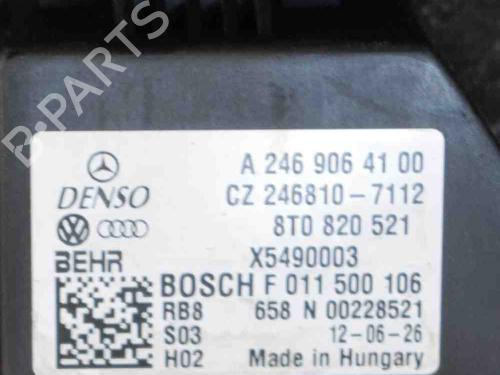 B-PARTS
A 246 906 41 00
DENSO CZ 246810-7112
8T0 820 521
BEHR X5490003
BOSCH F 011 500 106
RB8 658 N 00228521
S03 12-06-26
H02 Made in Hungary